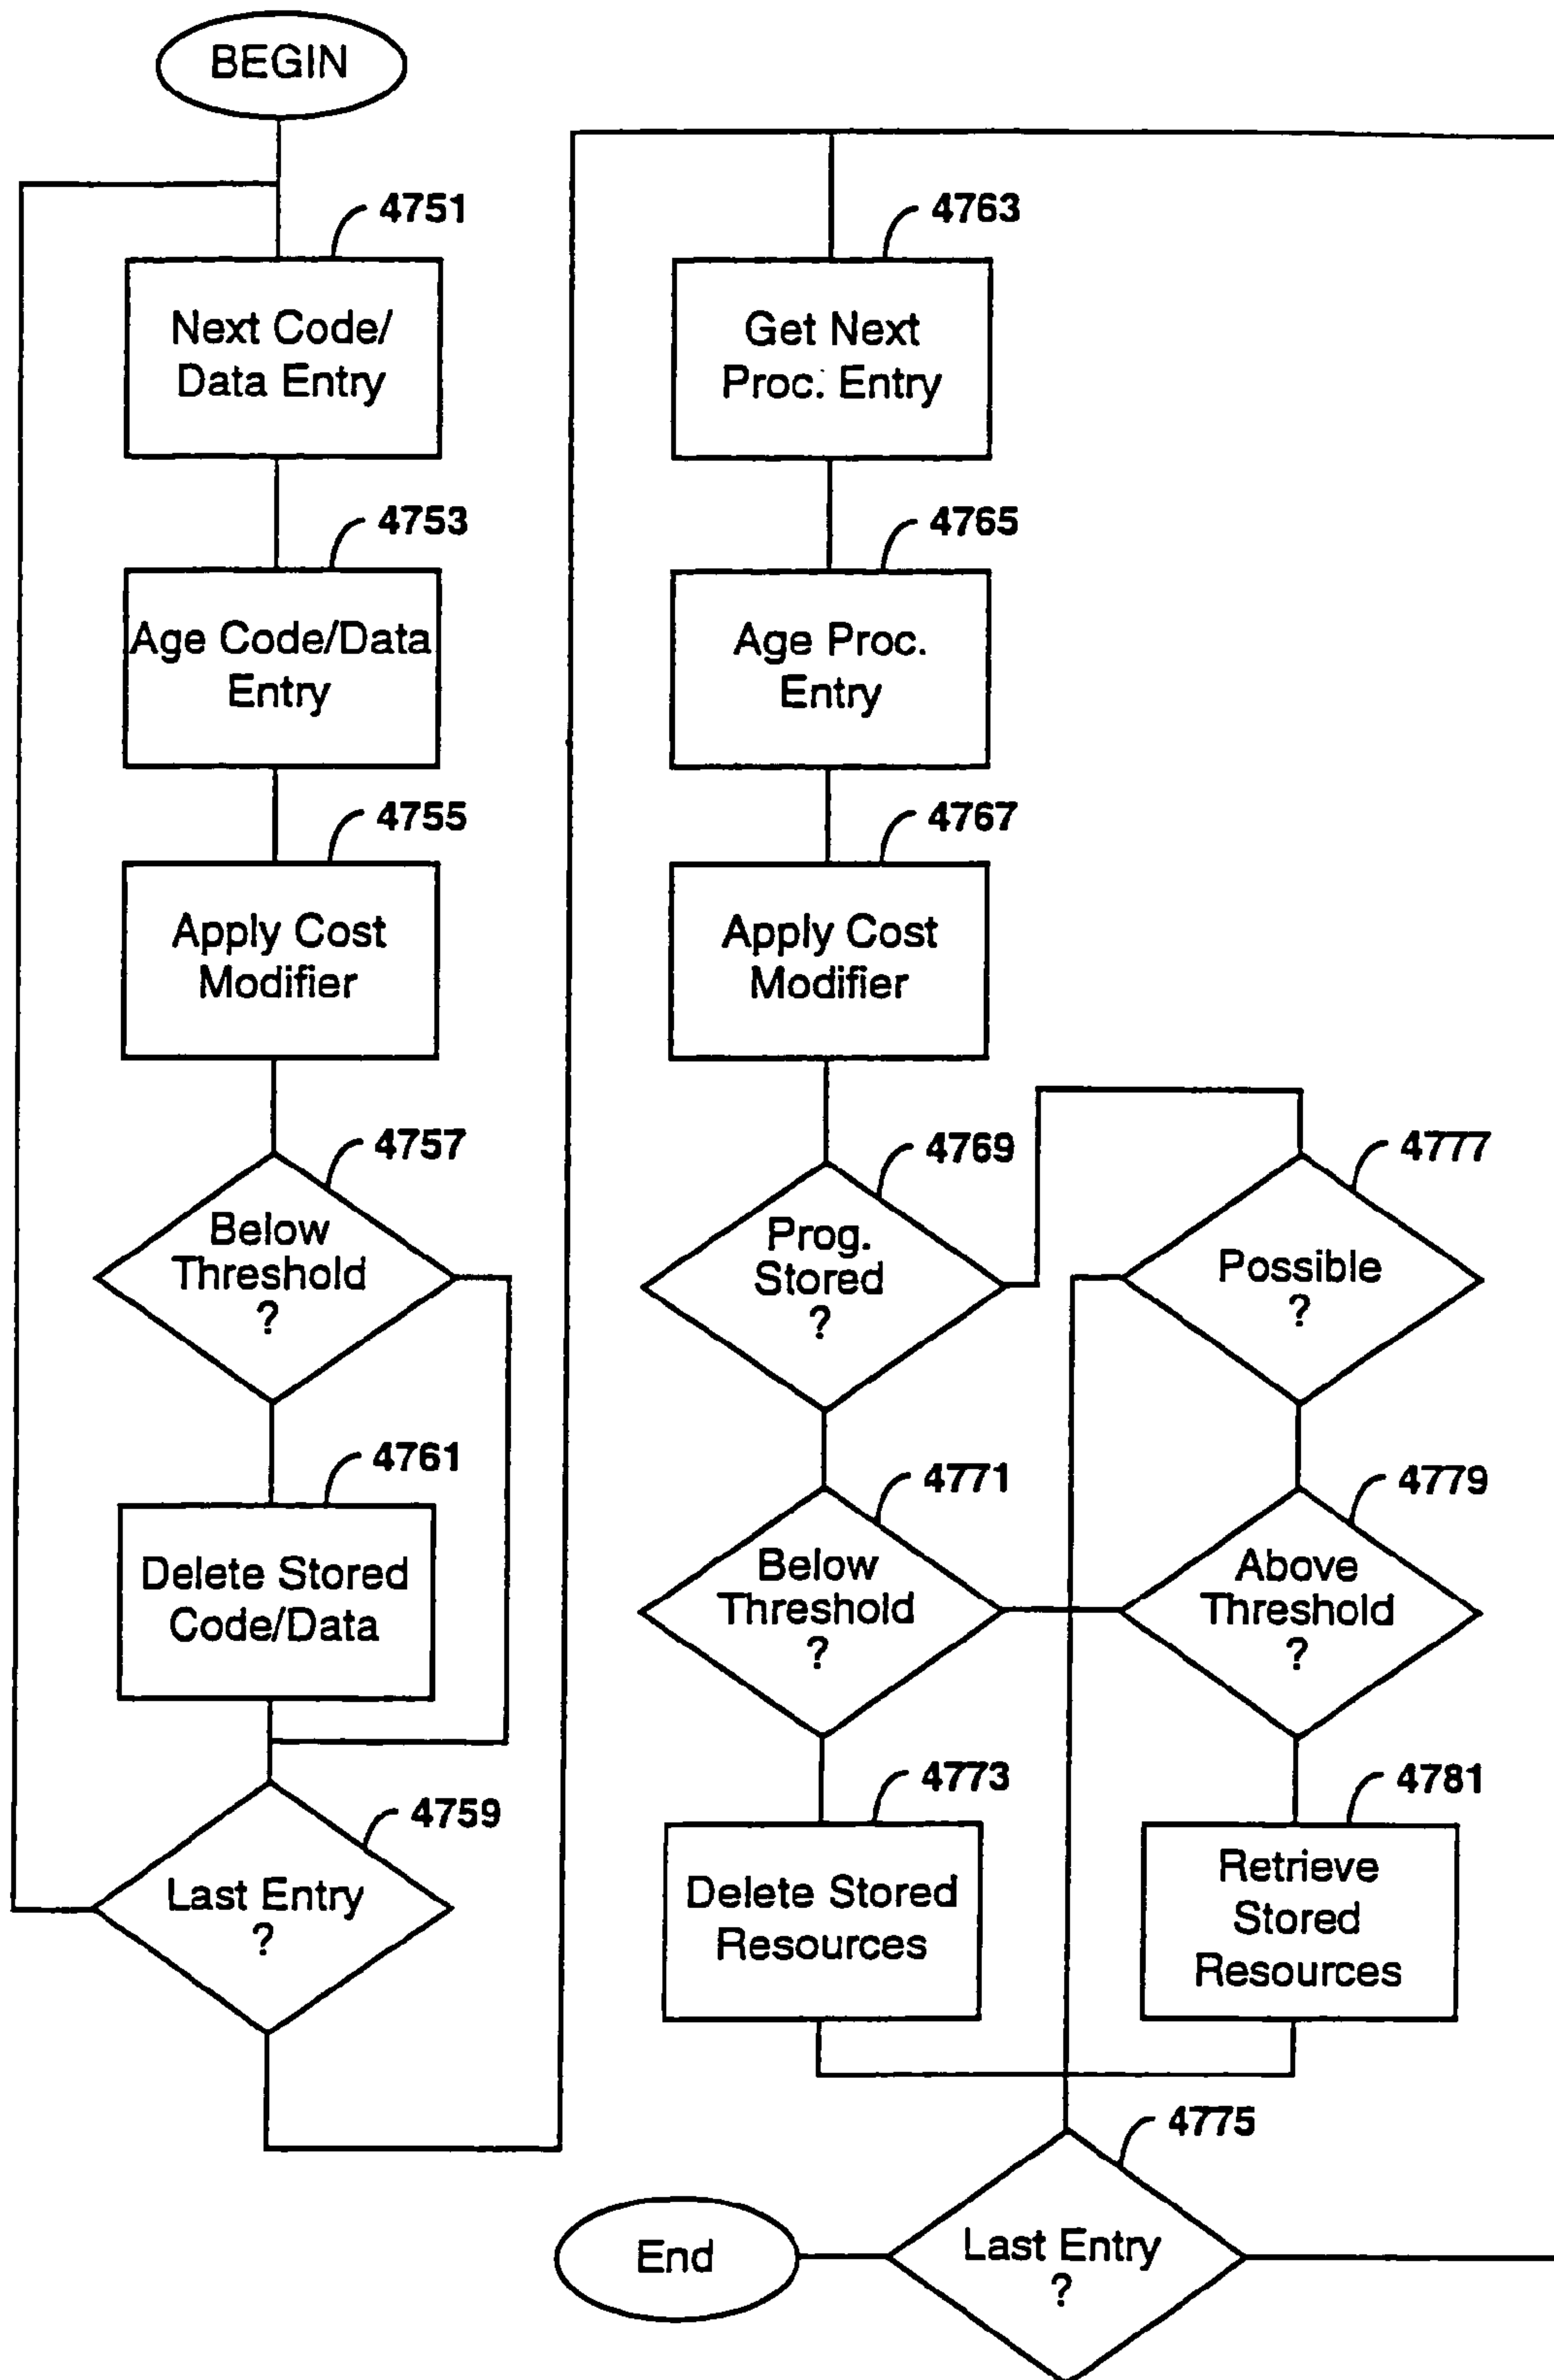 BEGIN
4751
Next Code/
Data Entry
4753
Age Code/Data
Entry
4755
Apply Cost
Modifier
4757
Below
Threshold
?
4761
Delete Stored
Code/Data
4759
Last Entry
?
4763
Get Next
Proc. Entry
4765
Age Proc.
Entry
4767
Apply Cost
Modifier
4769
Prog.
Stored
?
4771
Below
Threshold
?
4773
Delete Stored
Resources
4777
Possible
?
4779
Above
Threshold
?
4781
Retrieve
Stored
Resources
4775
Last Entry
?
End